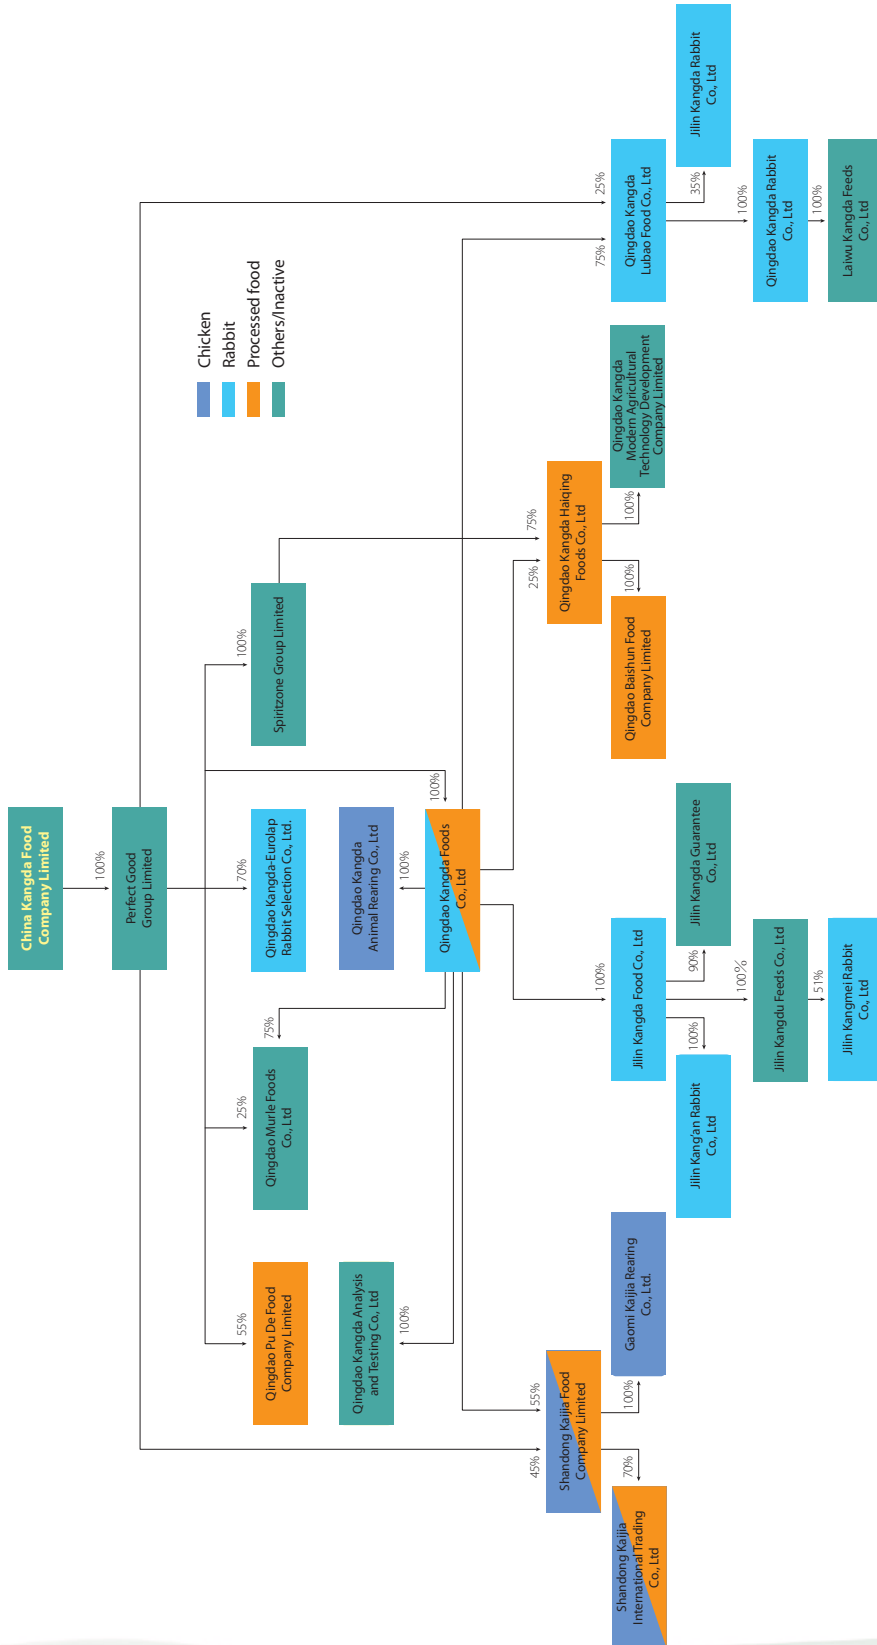 China Kangda Food
Company Limited
100%
Perfect Good
Group Limited
Chicken
Rabbit
Processed food
Others/Inactive
55%
Qingdao Pu De Food
Company Limited
25%
Qingdao Murle Foods
Co., Ltd
75%
70%
Qingdao Kangda-Eurolap
Rabbit Selection Co., Ltd.
100%
Spiritzone Group Limited
Qingdao Kangda Analysis
and Testing Co., Ltd
100%
Qingdao Kangda
Animal Rearing Co., Ltd
100%
100%
Qingdao Kangda Foods
Co., Ltd
45%
55%
Shandong Kaijia Food
Company Limited
70%
100%
Shandong Kaijia
International Trading
Co., Ltd
Gaomi Kaijia Rearing
Co., Ltd.
100%
Jilin Kangda Food Co., Ltd
100%
90%
Jilin Kang'an Rabbit
Co., Ltd
Jilin Kangda Guarantee
Co., Ltd
100%
Jilin Kangdu Feeds Co., Ltd
51%
Jilin Kangmei Rabbit
Co., Ltd
25%
75%
Qingdao Kangda Haiqing
Foods Co., Ltd
100%
100%
Qingdao Baishun Food
Company Limited
Qingdao Kangda
Modern Agricultural
Technology Development
Company Limited
75%
25%
Qingdao Kangda
Lubao Food Co., Ltd
35%
Jilin Kangda Rabbit
Co., Ltd
100%
Qingdao Kangda Rabbit
Co., Ltd
100%
Laiwu Kangda Feeds
Co., Ltd